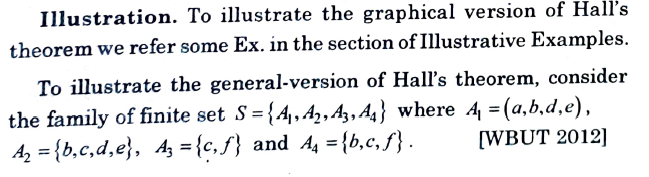 Illustration. To illustrate the graphical version of Hall's
theorem we refer some Ex. in the section of Illustrative Examples.
To illustrate the general-version of Hall's theorem, consider
the family of finite set S = {A₁, A₂, A₃, A₄} where A₁ = (a,b,d,e),
A₂ = {b,c,d,e}, A₃ = {c,f} and A₄ = {b,c,f}. [WBUT 2012]